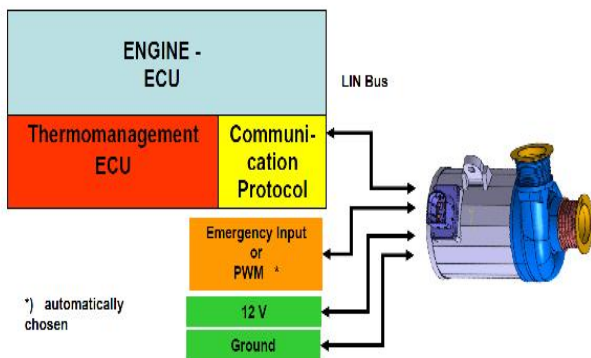 ENGINE -
ECU
LIN Bus
Thermomanagement
ECU
Communi-
cation
Protocol
Emergency Input
or
PWM *
*) automatically
chosen
12 V
Ground